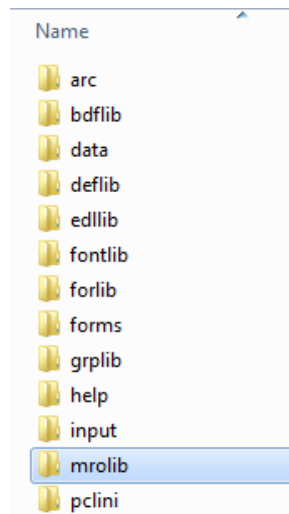 Name
arc
bdflib
data
deflib
edllib
fontlib
forlib
forms
grplib
help
input
mrolib
pclini